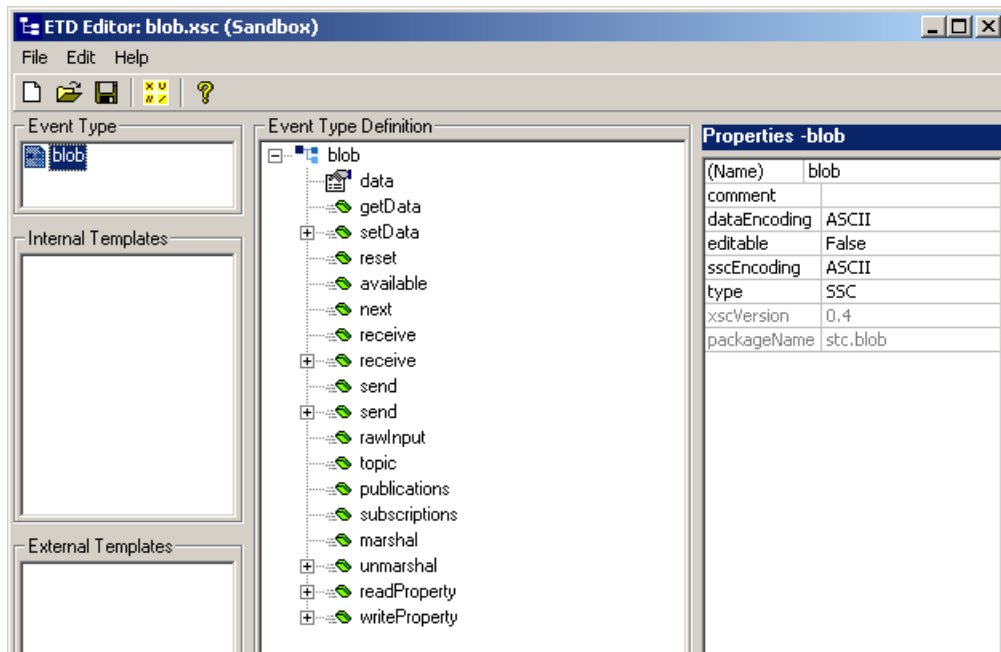 ETD Editor: blob.xsc (Sandbox)
File Edit Help
Event Type
blob
Internal Templates
External Templates
Event Type Definition
blob
data
getData
setData
reset
available
next
receive
receive
send
send
rawInput
topic
publications
subscriptions
marshal
unmarshal
readProperty
writeProperty
Properties -blob
(Name) blob
comment
dataEncoding ASCII
editable False
sscEncoding ASCII
type SSC
xscVersion 0.4
packageName stc.blob